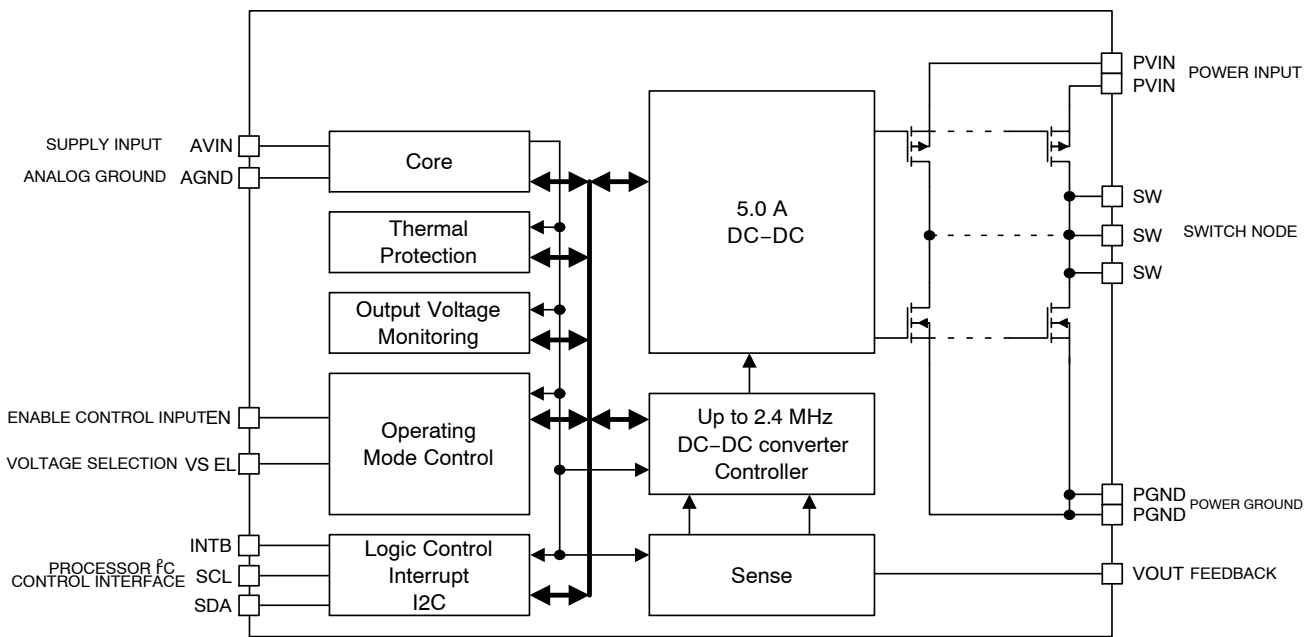 PVIN
POWER INPUT
PVIN
SUPPLY INPUT AVIN
ANALOG GROUND AGND
Core
Thermal
Protection
Output Voltage
Monitoring
ENABLE CONTROL INPUT EN
VOLTAGE SELECTION VS EL
Operating
Mode Control
INTB
PROCESSOR I²C
CONTROL INTERFACE
SCL
SDA
Logic Control
Interrupt
I2C
5.0 A
DC−DC
Up to 2.4 MHz
DC−DC converter
Controller
Sense
SW
SW
SWITCH NODE
SW
PGND
POWER GROUND
PGND
VOUT FEEDBACK